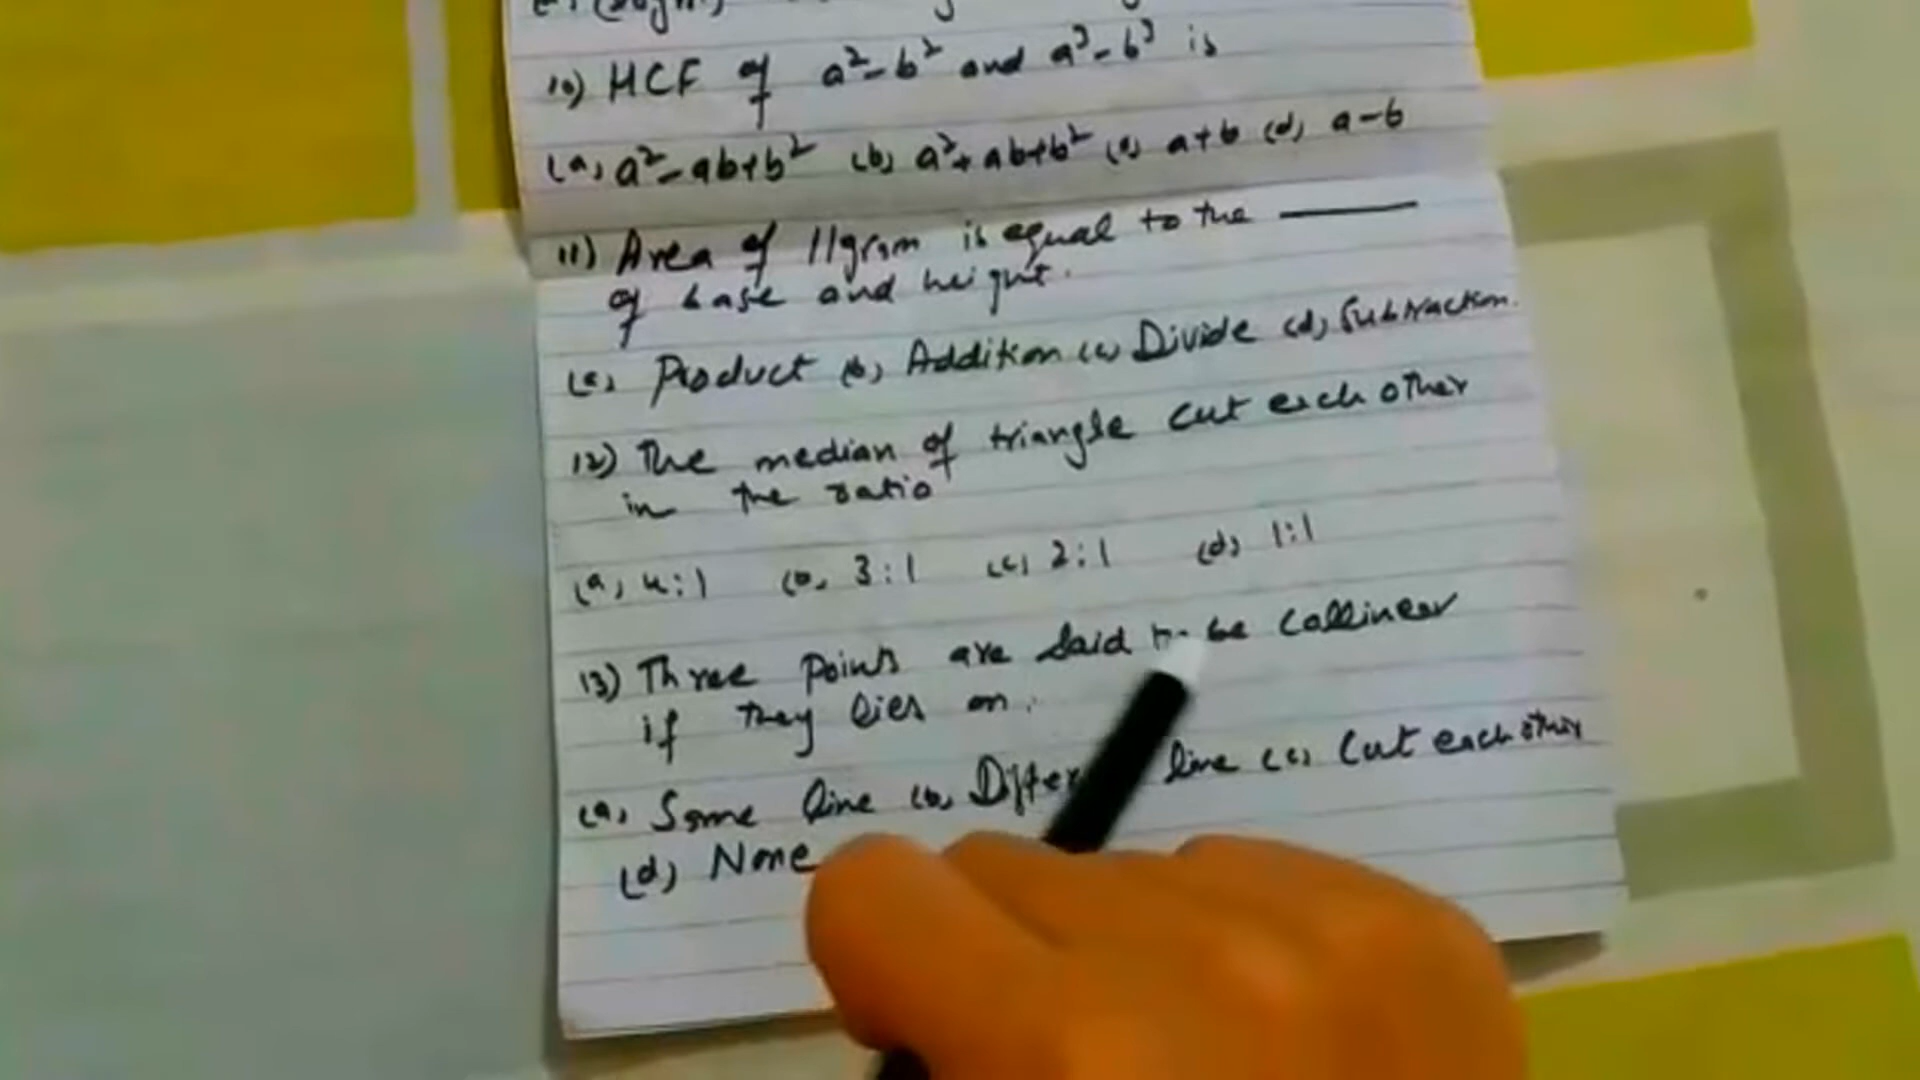 10) HCF of a²-b² and a³-b³ is
(a) a²-ab+b² (b) a²+ab+b² (c) a+b (d) a-b
11) Area of ||gram is equal to the ———
of base and height.
(a) Product (b) Addition (c) Divide (d) Subtraction.
12) The median of triangle cut each other
in the ratio
(a) 4:1 (b) 3:1 (c) 2:1 (d) 1:1
13) Three points are said to be collinear
if they lies on.
(a) Same line (b) line (c) Cut each other
(d) None